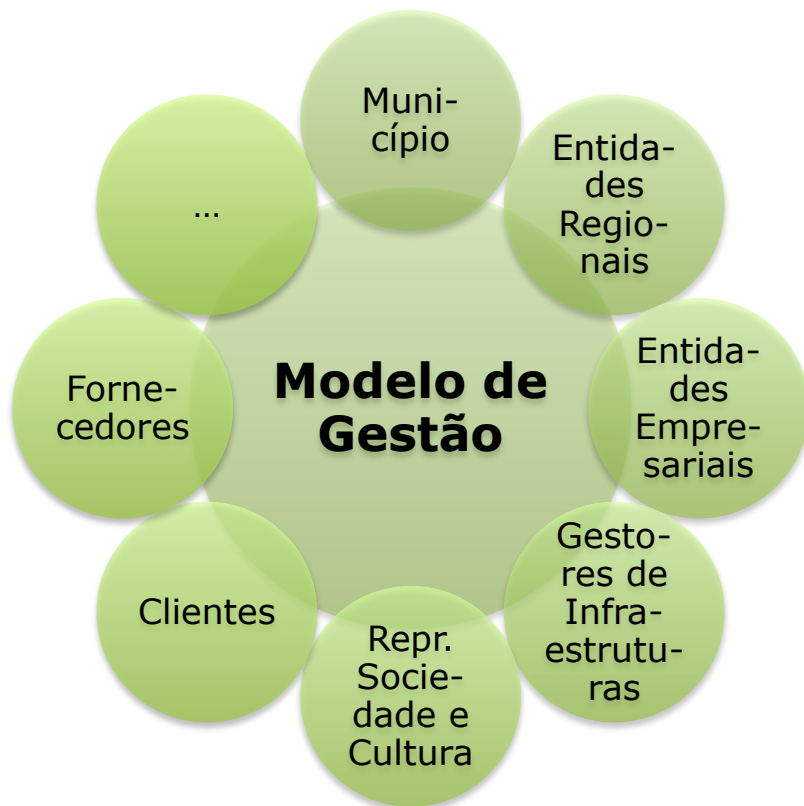 Muni-
cípio
Entida-
des
Regio-
nais
Entida-
des
Empre-
sariais
Gesto-
res de
Infra-
estrutu-
ras
Repr.
Socie-
dade e
Cultura
Clientes
Forne-
cedores
...
Modelo de
Gestão